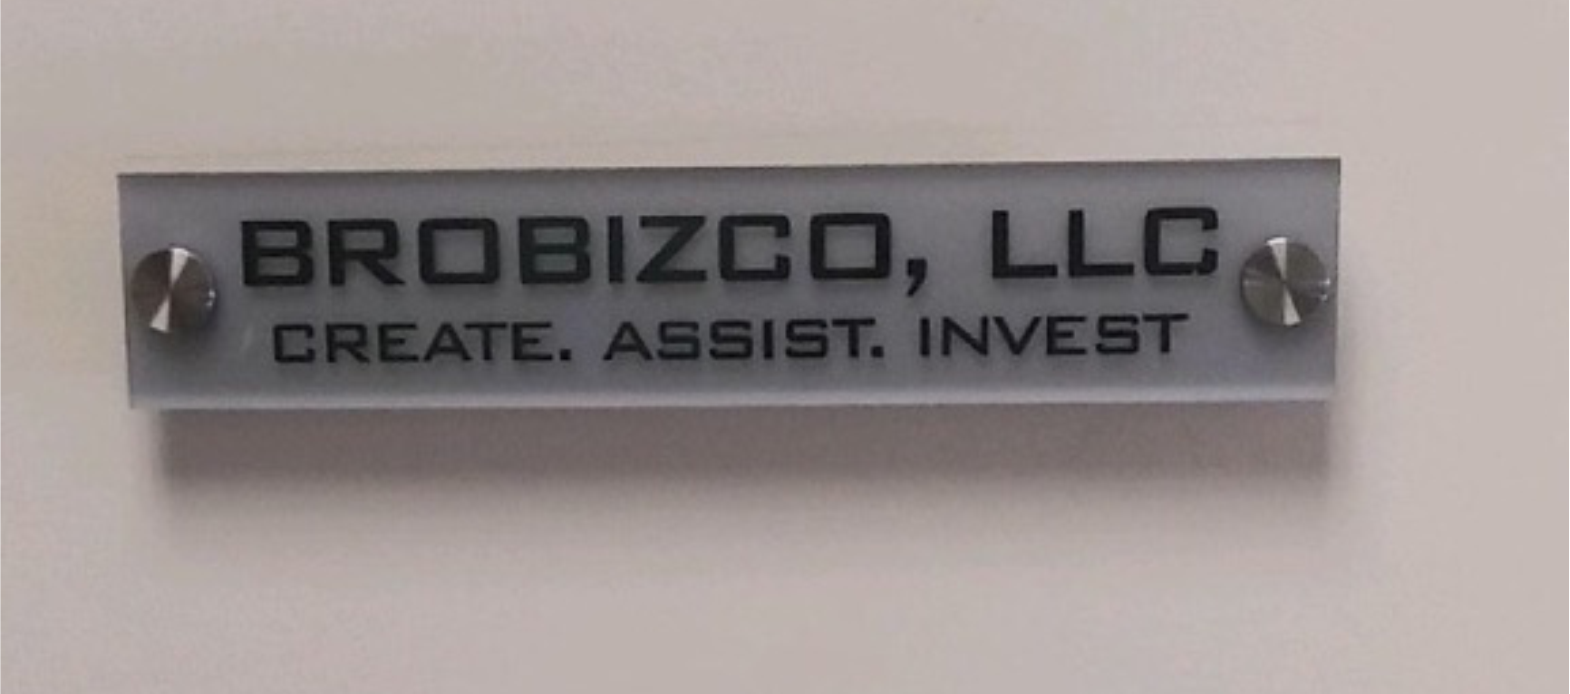 BROBIZCO, LLC
CREATE. ASSIST. INVEST